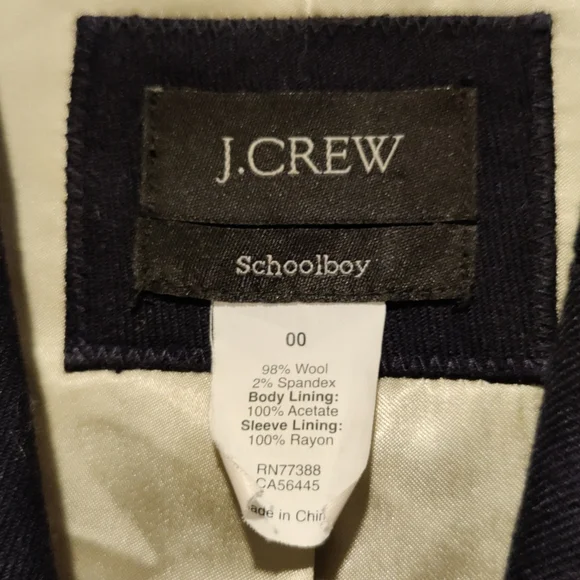 J.CREW
Schoolboy
00
98% Wool
2% Spandex
Body Lining:
100% Acetate
Sleeve Lining:
100% Rayon
RN77388
CA56445
ade in Chin